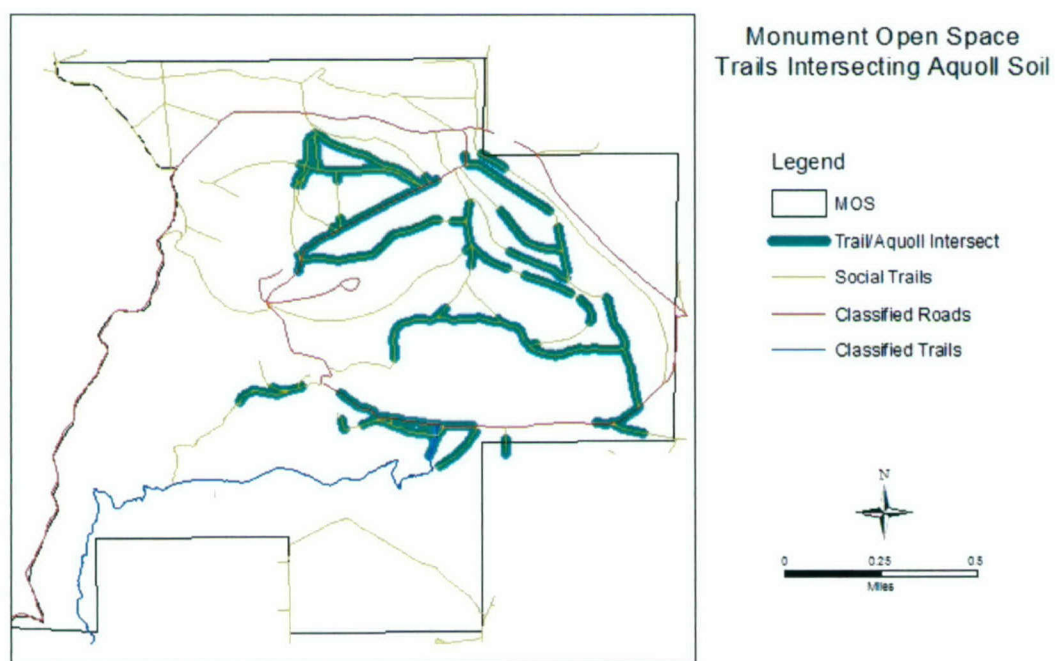 Monument Open Space
Trails Intersecting Aquoll Soil
Legend
MOS
Trail/Aquoll Intersect
Social Trails
Classified Roads
Classified Trails
N
0 0.25 0.5
Miles